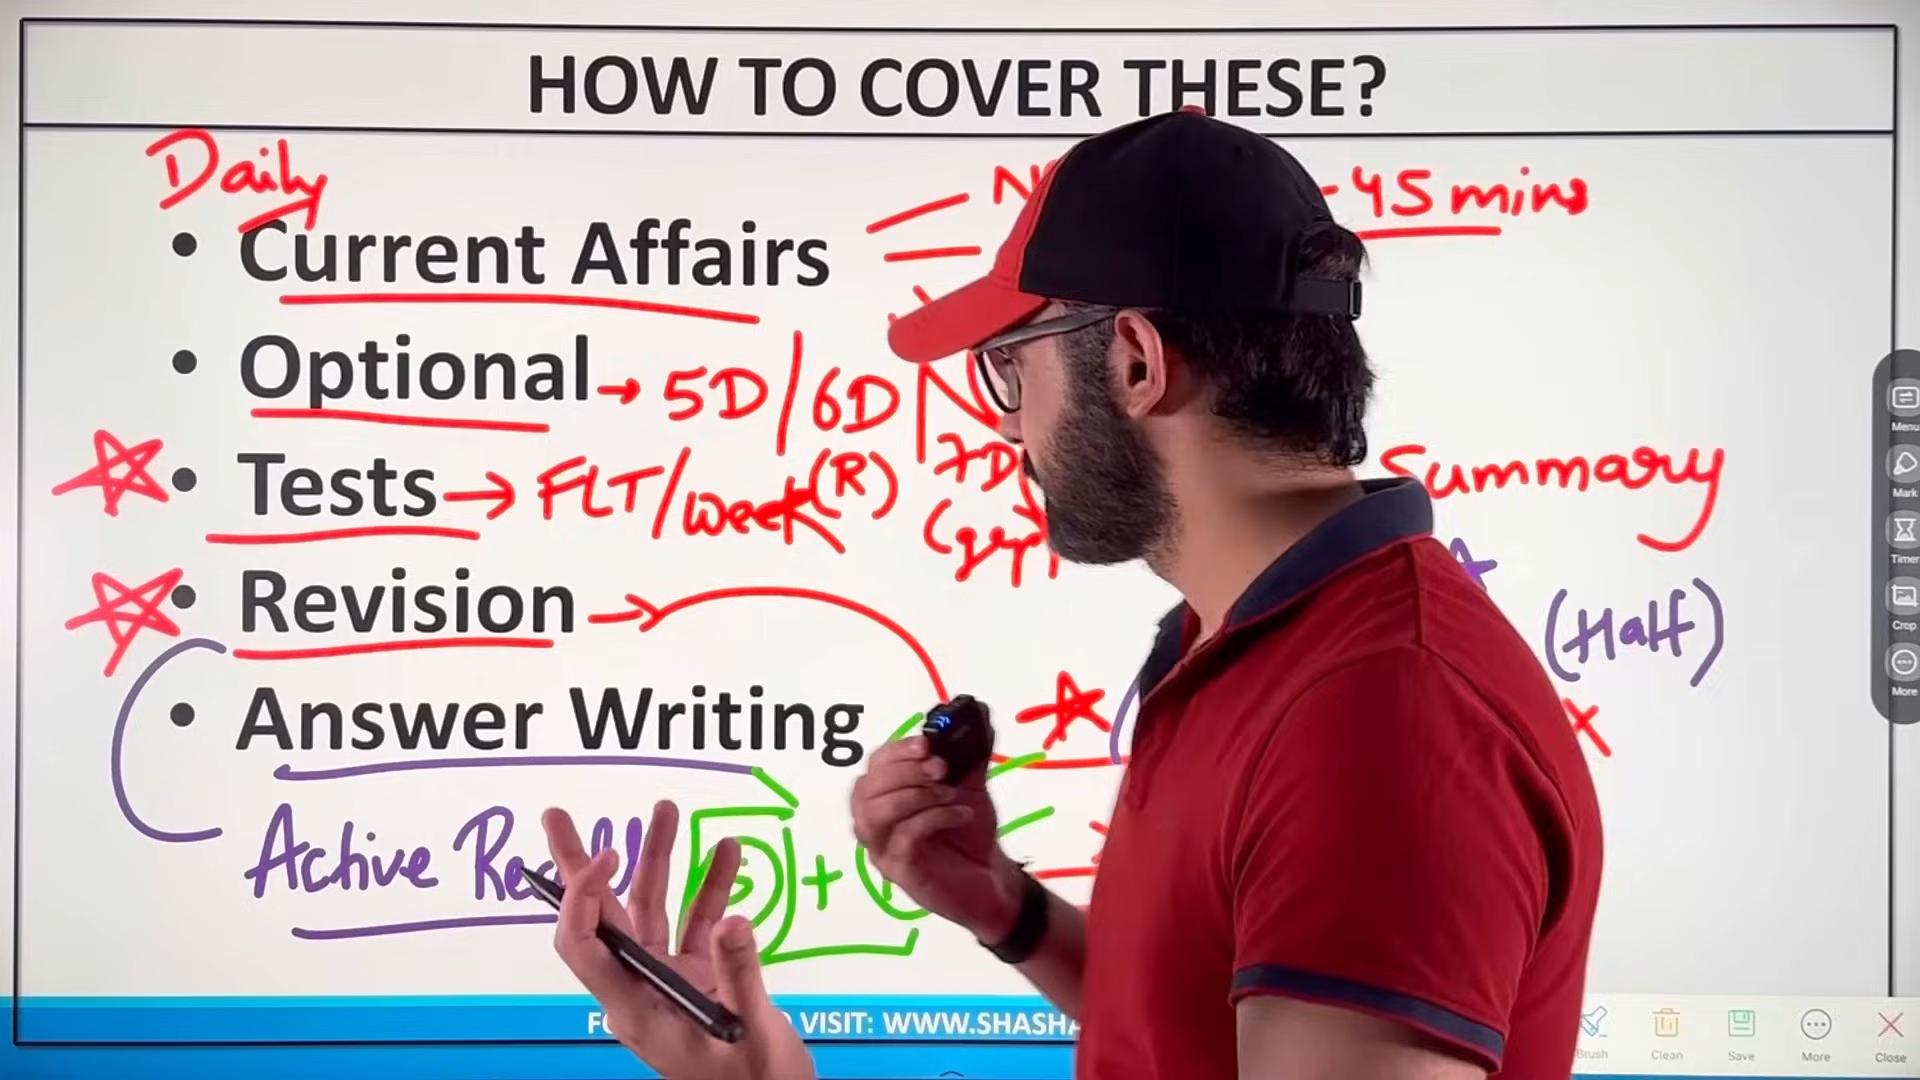 HOW TO COVER THESE?
Daily
- 45 mins
• Current Affairs
• Optional → 5D / 6D
7D
• Tests → FLT / week (R)
Summary
• Revision →
(Half)
• Answer Writing
Active
+
VISIT: WWW.SHASHA
Menu
Mark
Timer
Crop
More
Brush
Clean
Save
More
Close